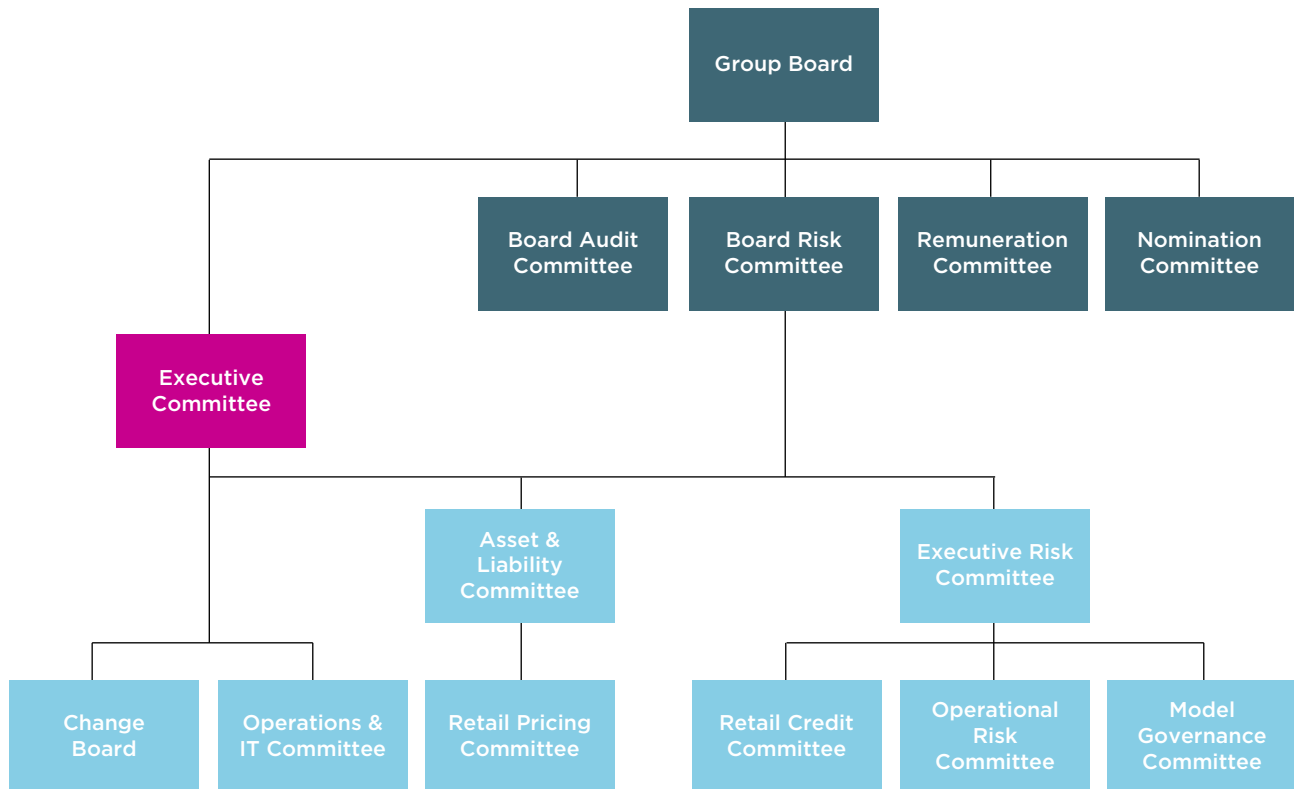 Group Board
Board Audit
Committee
Board Risk
Committee
Remuneration
Committee
Nomination
Committee
Executive
Committee
Asset &
Liability
Committee
Executive Risk
Committee
Change
Board
Operations &
IT Committee
Retail Pricing
Committee
Retail Credit
Committee
Operational
Risk
Committee
Model
Governance
Committee